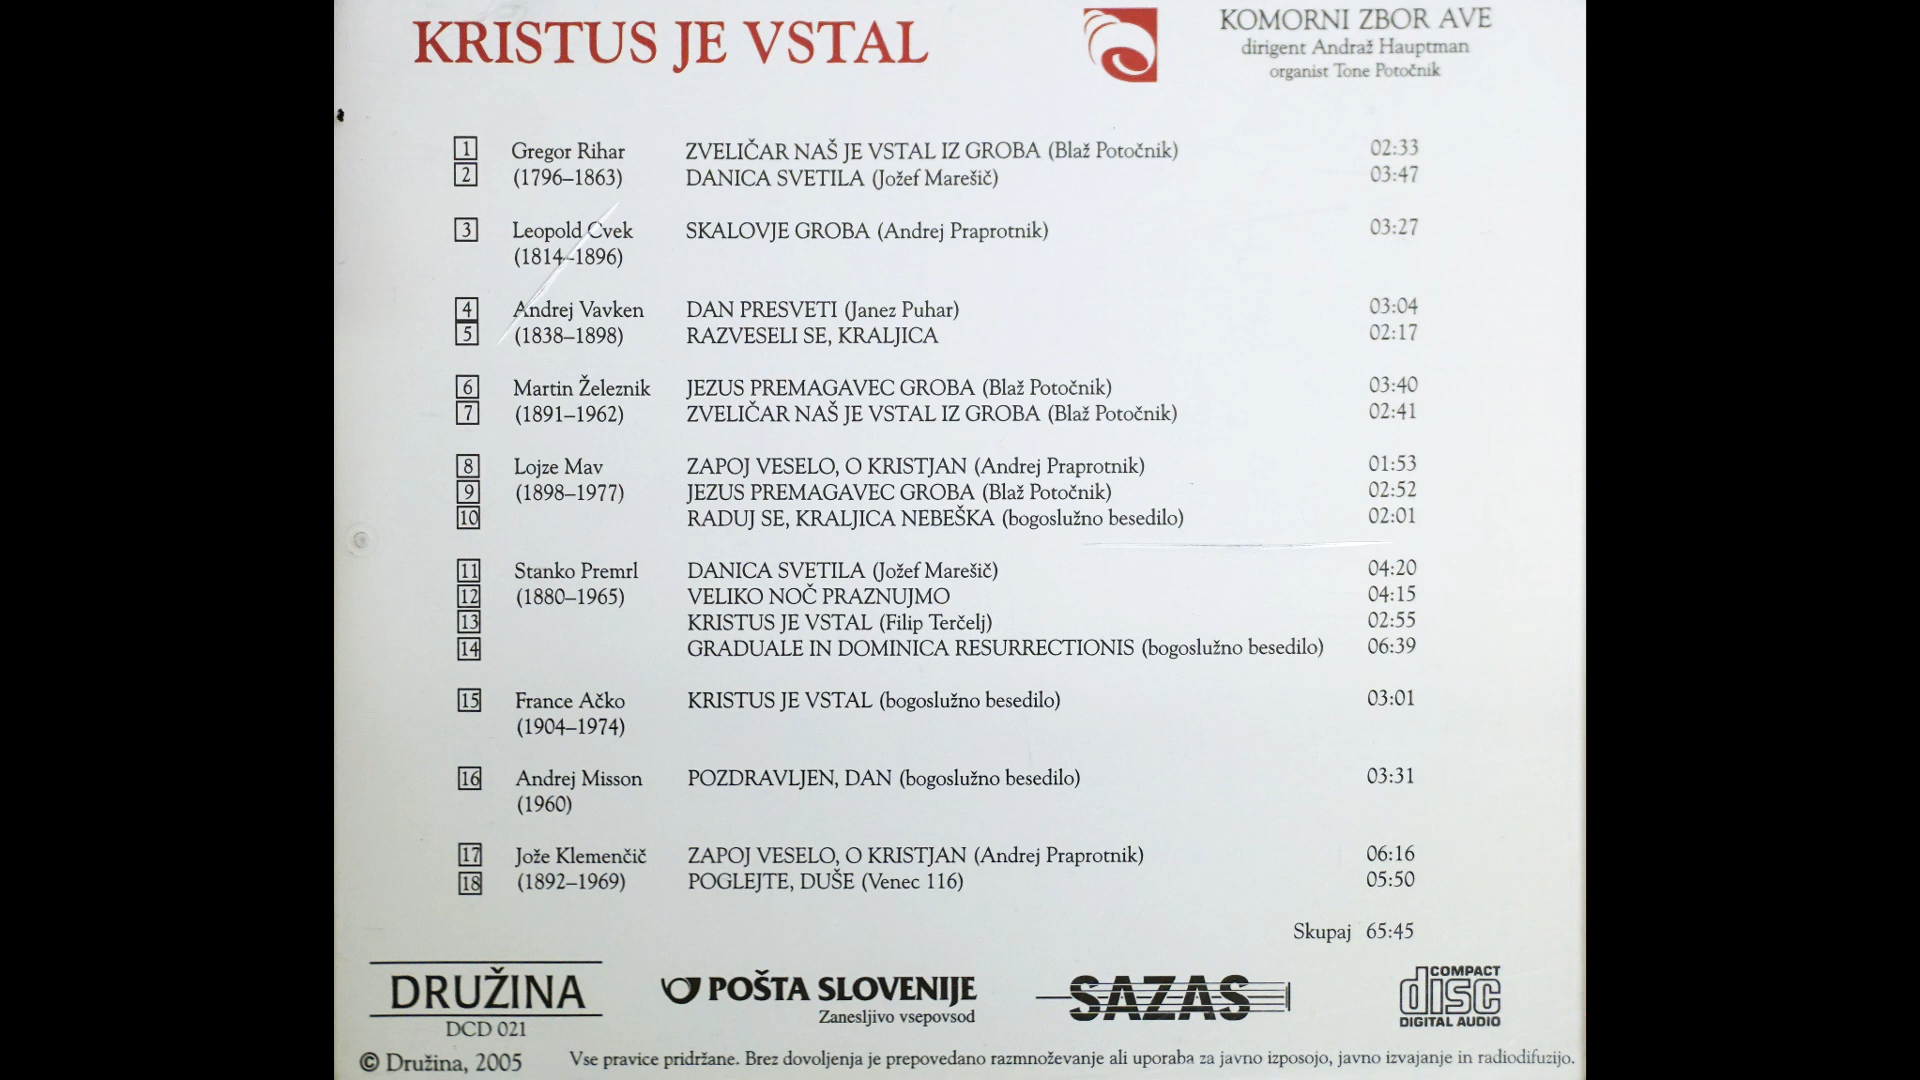 KRISTUS JE VSTAL
KOMORNI ZBOR AVE
dirigent Andraž Hauptman
organist Tone Potočnik
1 Gregor Rihar ZVELIČAR NAŠ JE VSTAL IZ GROBA (Blaž Potočnik) 02:33
2 (1796–1863) DANICA SVETILA (Jožef Marešič) 03:47
3 Leopold Cvek SKALOVJE GROBA (Andrej Praprotnik) 03:27
(1814–1896)
4 Andrej Vavken DAN PRESVETI (Janez Puhar) 03:04
5 (1838–1898) RAZVESELI SE, KRALJICA 02:17
6 Martin Železnik JEZUS PREMAGAVEC GROBA (Blaž Potočnik) 03:40
7 (1891–1962) ZVELIČAR NAŠ JE VSTAL IZ GROBA (Blaž Potočnik) 02:41
8 Lojze Mav ZAPOJ VESELO, O KRISTJAN (Andrej Praprotnik) 01:53
9 (1898–1977) JEZUS PREMAGAVEC GROBA (Blaž Potočnik) 02:52
10 RADUJ SE, KRALJICA NEBEŠKA (bogoslužno besedilo) 02:01
11 Stanko Premrl DANICA SVETILA (Jožef Marešič) 04:20
12 (1880–1965) VELIKO NOČ PRAZNUJMO 04:15
13 KRISTUS JE VSTAL (Filip Terčelj) 02:55
14 GRADUALE IN DOMINICA RESURRECTIONIS (bogoslužno besedilo) 06:39
15 France Ačko KRISTUS JE VSTAL (bogoslužno besedilo) 03:01
(1904–1974)
16 Andrej Misson POZDRAVLJEN, DAN (bogoslužno besedilo) 03:31
(1960)
17 Jože Klemenčič ZAPOJ VESELO, O KRISTJAN (Andrej Praprotnik) 06:16
18 (1892–1969) POGLEJTE, DUŠE (Venec 116) 05:50
Skupaj 65:45
DRUŽINA
DCD 021
POŠTA SLOVENIJE
Zanesljivo vsepovsod
SAZAS
COMPACT
disc
DIGITAL AUDIO
© Družina, 2005
Vse pravice pridržane. Brez dovoljenja je prepovedano razmnoževanje ali uporaba za javno izposojo, javno izvajanje in radiodifuzijo.